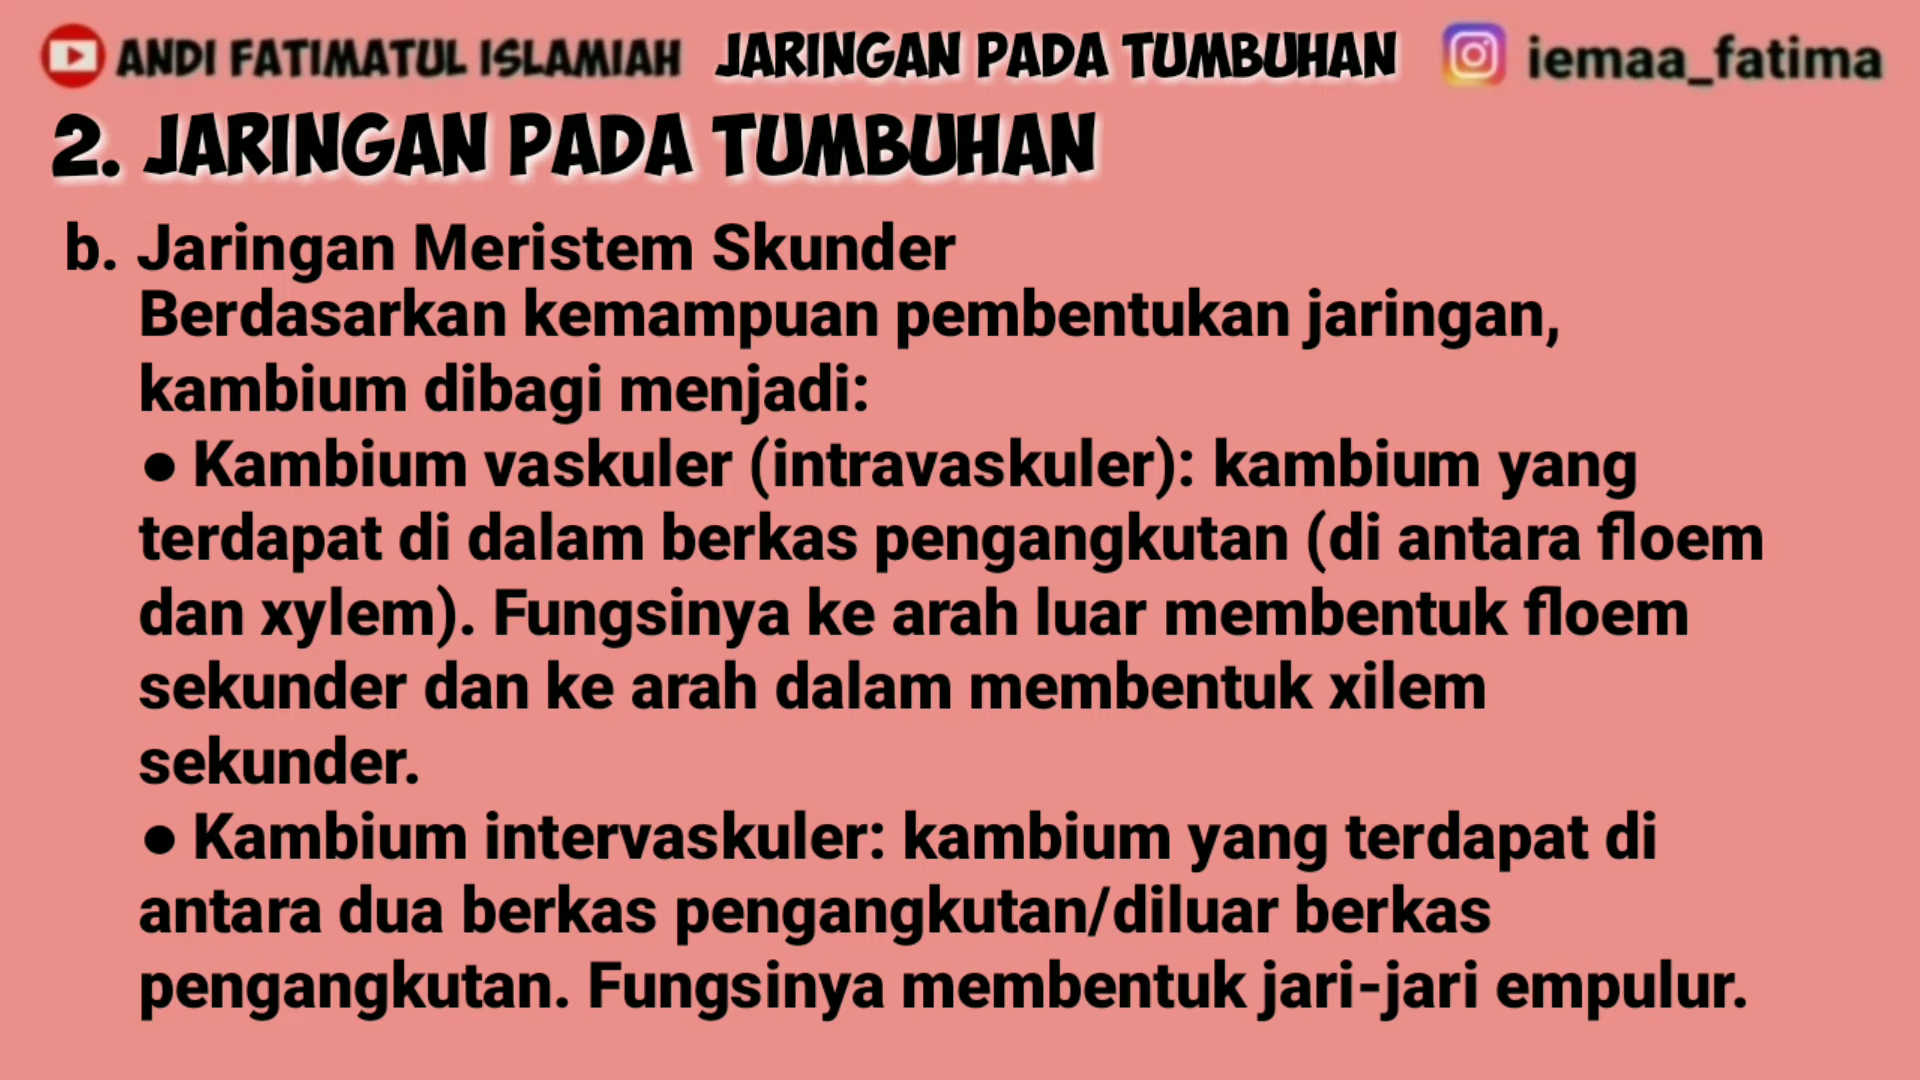 ANDI FATIMATUL ISLAMIAH JARINGAN PADA TUMBUHAN iemaa_fatima
2. JARINGAN PADA TUMBUHAN
b. Jaringan Meristem Skunder
Berdasarkan kemampuan pembentukan jaringan,
kambium dibagi menjadi:
● Kambium vaskuler (intravaskuler): kambium yang
terdapat di dalam berkas pengangkutan (di antara floem
dan xylem). Fungsinya ke arah luar membentuk floem
sekunder dan ke arah dalam membentuk xilem
sekunder.
● Kambium intervaskuler: kambium yang terdapat di
antara dua berkas pengangkutan/diluar berkas
pengangkutan. Fungsinya membentuk jari-jari empulur.